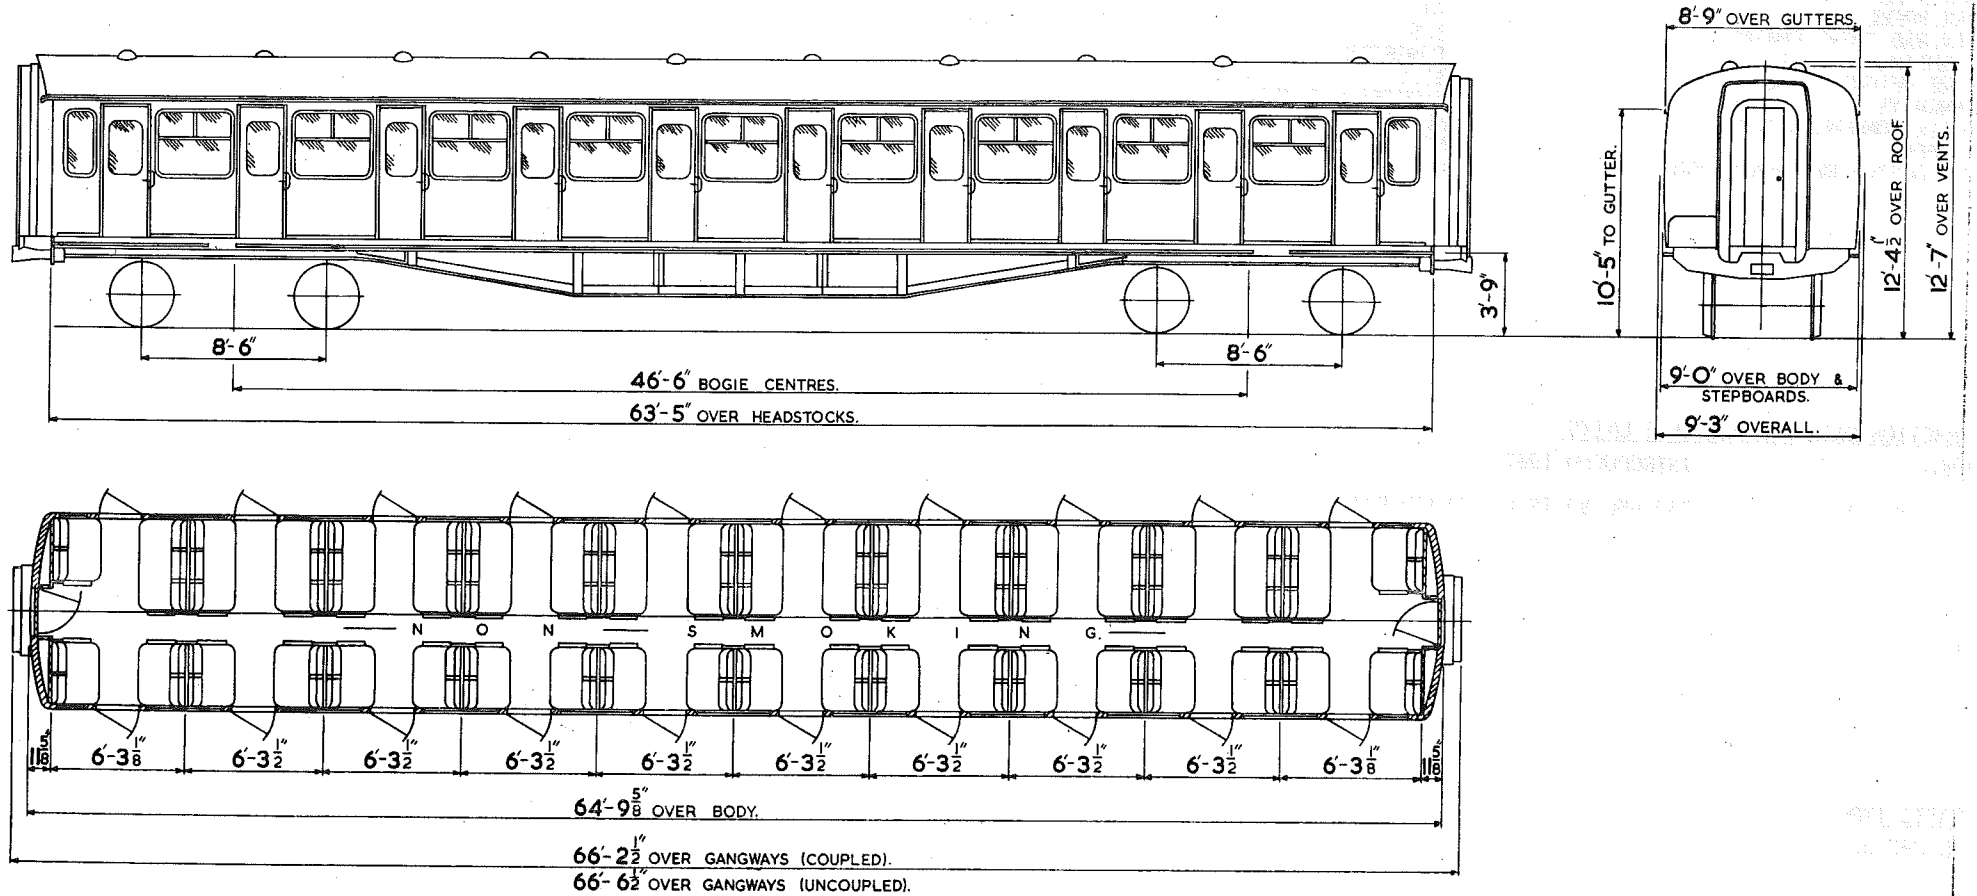 8'-9" OVER GUTTERS.
10'-5" TO GUTTER.
12'-4½" OVER ROOF.
12'-7" OVER VENTS.
3'-9"
8'-6"
8'-6"
46'-6" BOGIE CENTRES.
63'-5" OVER HEADSTOCKS.
9'-0" OVER BODY &
STEPBOARDS.
9'-3" OVERALL.
NON — SMOKING.
11⅝" 6'-3⅛" 6'-3½" 6'-3½" 6'-3½" 6'-3½" 6'-3½" 6'-3½" 6'-3½" 6'-3½" 6'-3⅛" 11⅝"
64'-9⅝" OVER BODY.
66'-2½" OVER GANGWAYS (COUPLED).
66'-6½" OVER GANGWAYS (UNCOUPLED).